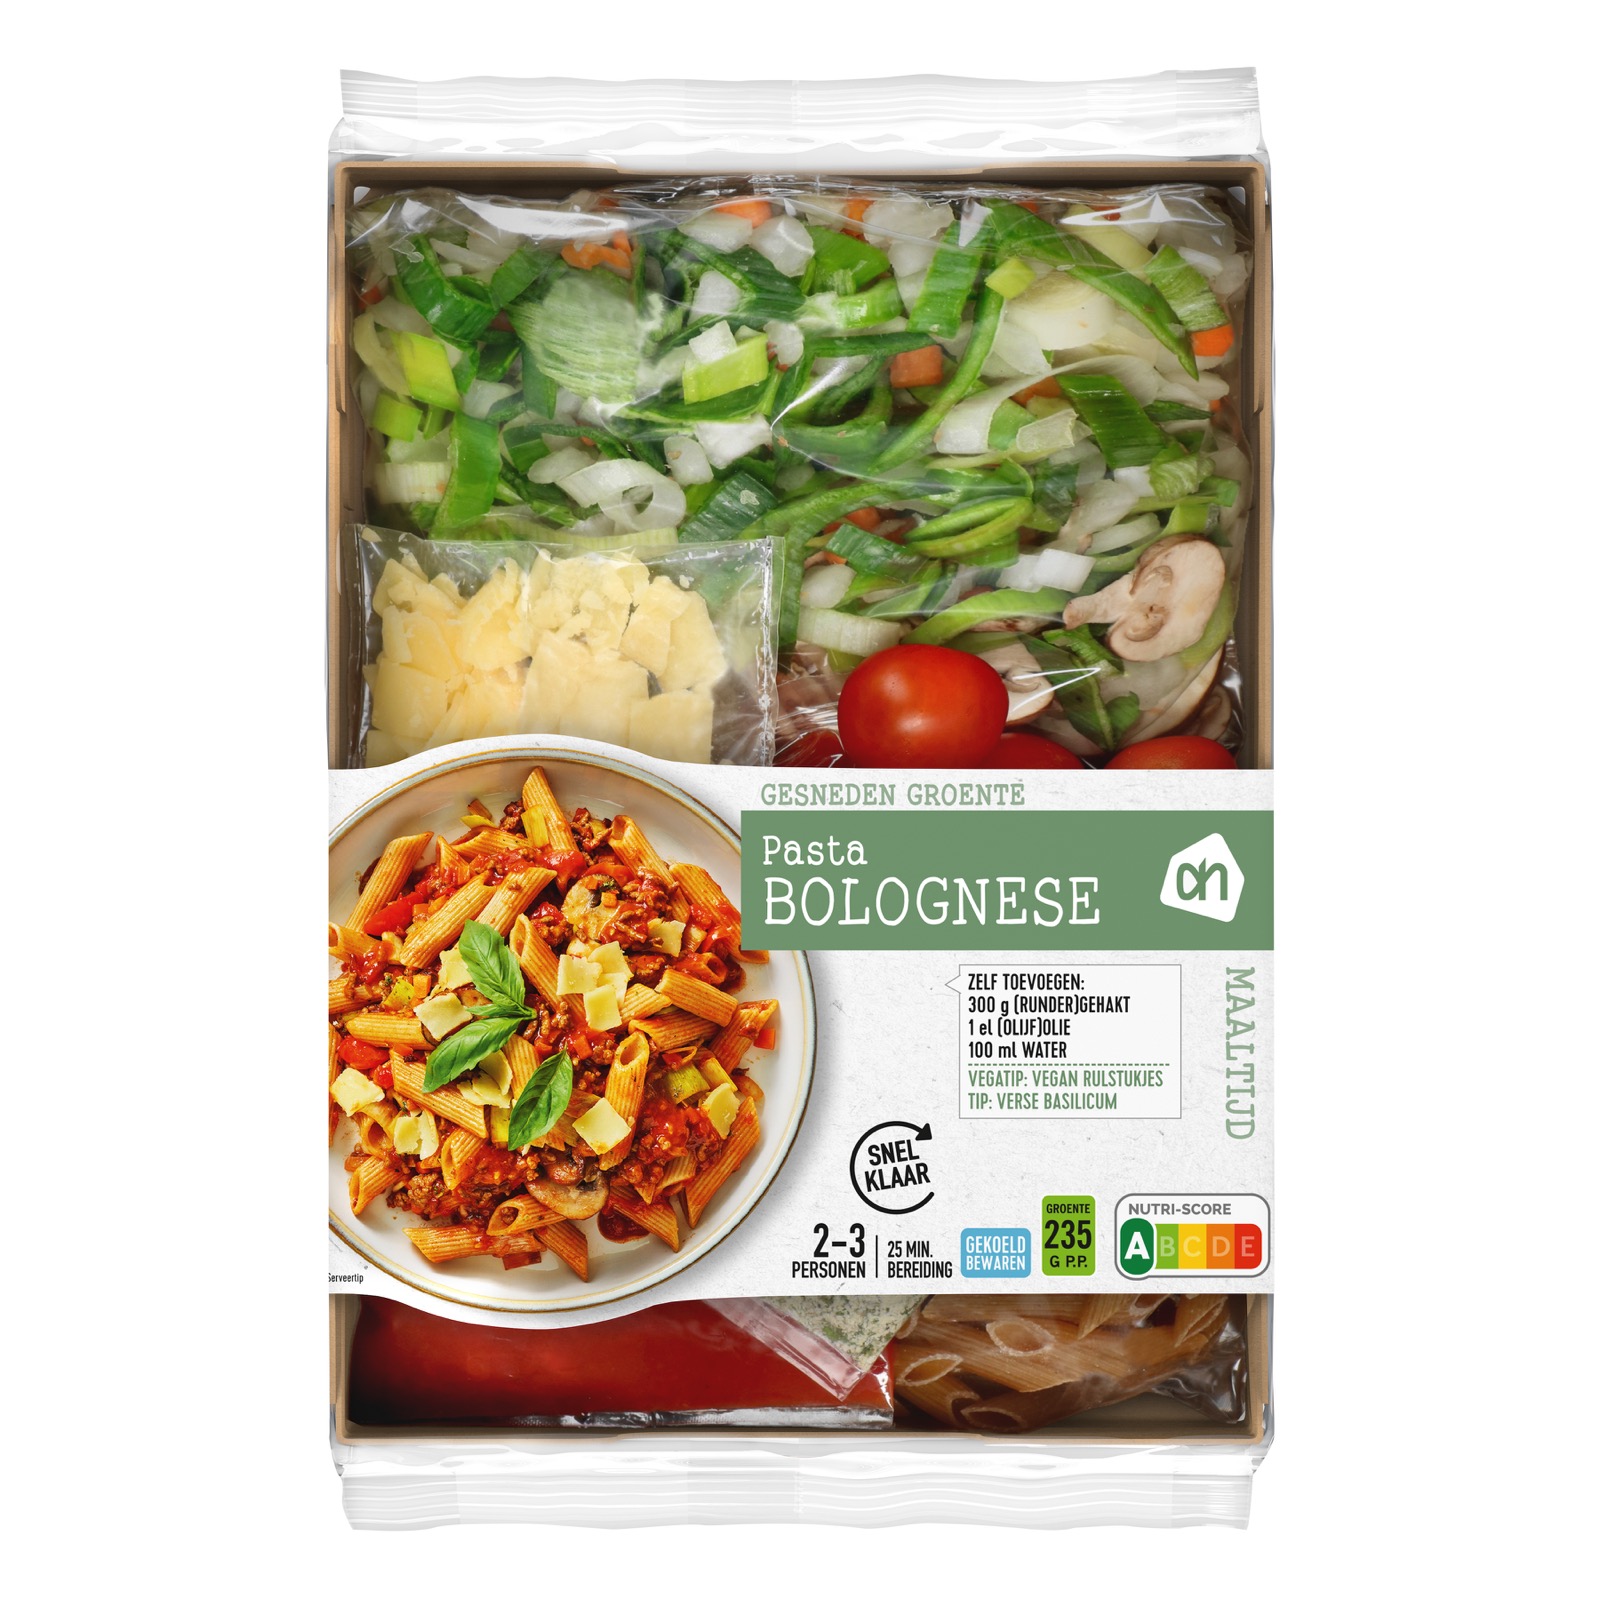 GESNEDEN GROENTE
Pasta
BOLOGNESE
ah
MAALTIJD
ZELF TOEVOEGEN:
300 g (RUNDER)GEHAKT
1 el (OLIJF)OLIE
100 ml WATER
VEGATIP: VEGAN RULSTUKJES
TIP: VERSE BASILICUM
SNEL
KLAAR
2-3
PERSONEN
25 MIN.
BEREIDING
GEKOELD
BEWAREN
GROENTE
235
G P.P.
NUTRI-SCORE
A B C D E
Serveertip